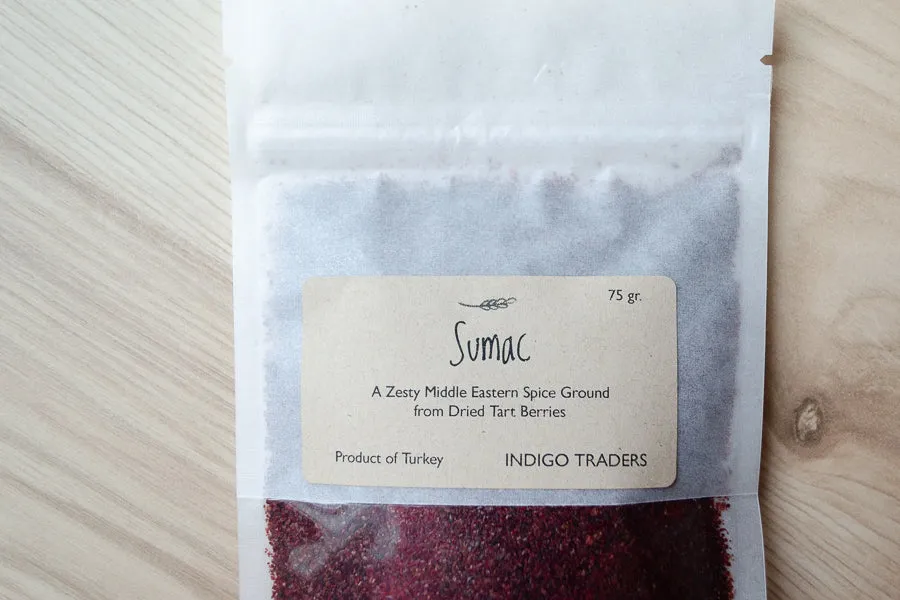 75 gr.
Sumac
A Zesty Middle Eastern Spice Ground
from Dried Tart Berries
Product of Turkey
INDIGO TRADERS